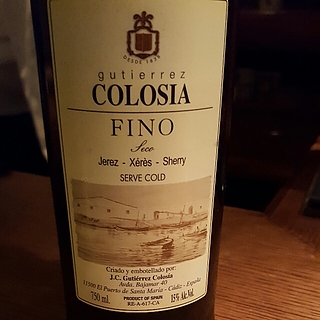 DESDE 1838
gutierrez
COLOSIA
FINO
Seco
Jerez - Xérès - Sherry
SERVE COLD
Criado y embotellado por:
J.C. Gutiérrez Colosía
Avda. Bajamar 40
11500 El Puerto de Santa María - Cádiz - España
750 ml. PRODUCT OF SPAIN 15% Alc. Vol.
RE-A-617-CA